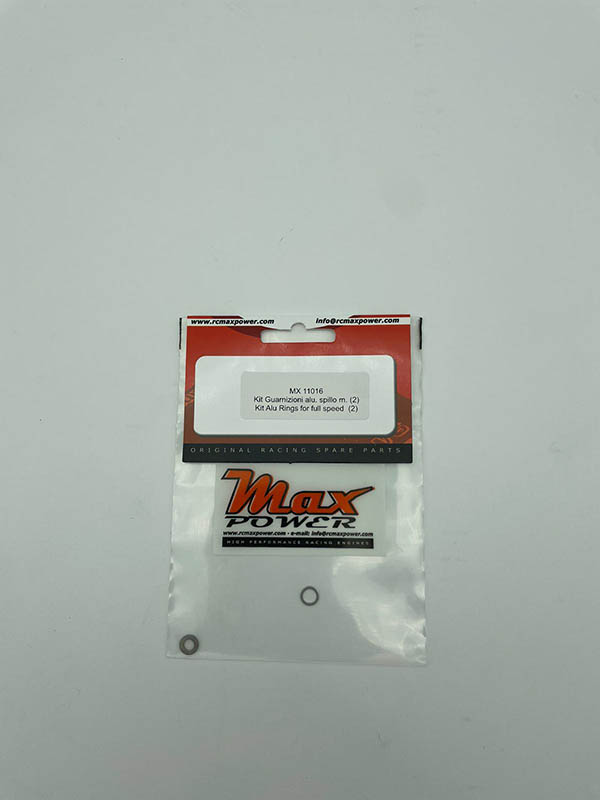 www.rcmaxpower.com info@rcmaxpower.com
MX 11016
Kit Guarnizioni alu. spillo m. (2)
Kit Alu Rings for full speed (2)
ORIGINAL RACING SPARE PARTS
Max
POWER
www.rcmaxpower.com - e-mail: info@rcmaxpower.com
HIGH PERFORMANCE RACING ENGINES